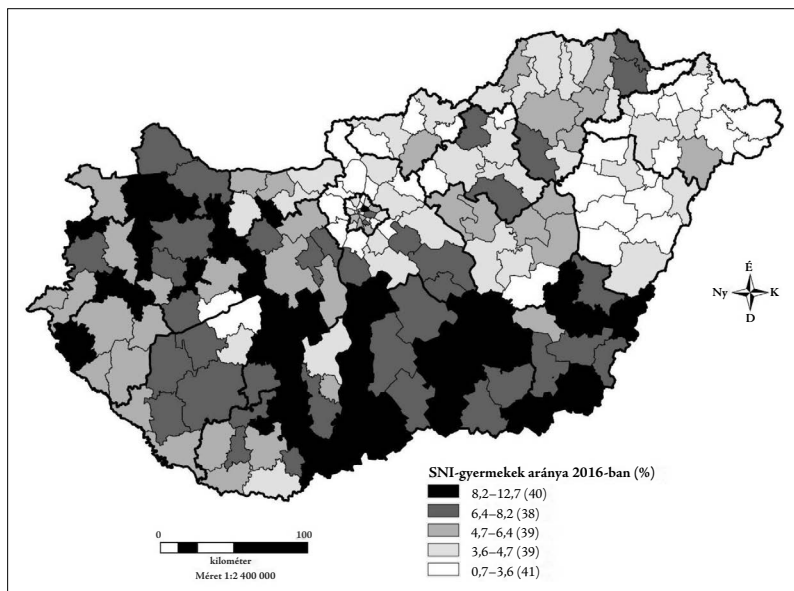 É
Ny K
D
SNI-gyermekek aránya 2016-ban (%)
8,2–12,7 (40)
6,4–8,2 (38)
4,7–6,4 (39)
3,6–4,7 (39)
0,7–3,6 (41)
0 100
kilométer
Méret 1:2 400 000